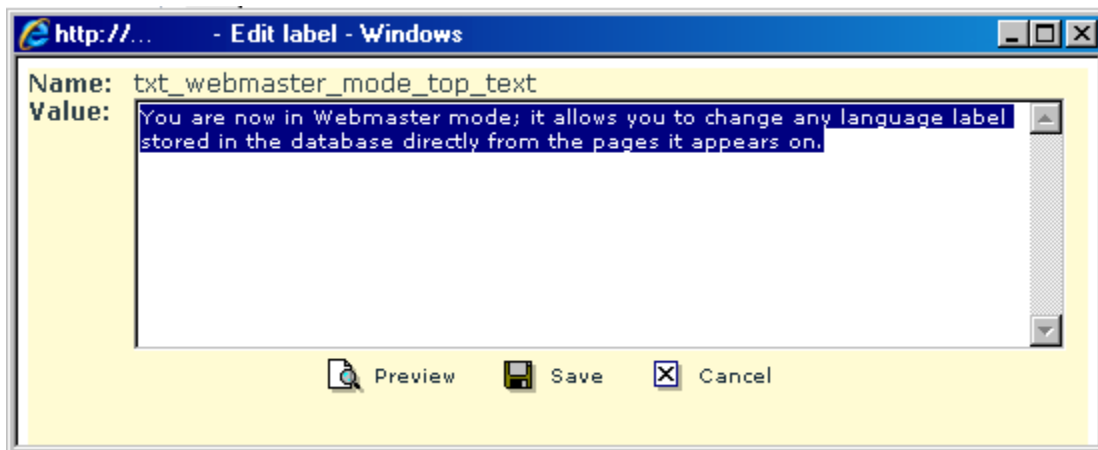 http://... - Edit label - Windows
Name: txt_webmaster_mode_top_text
Value:
You are now in Webmaster mode; it allows you to change any language label
stored in the database directly from the pages it appears on.
Preview Save Cancel